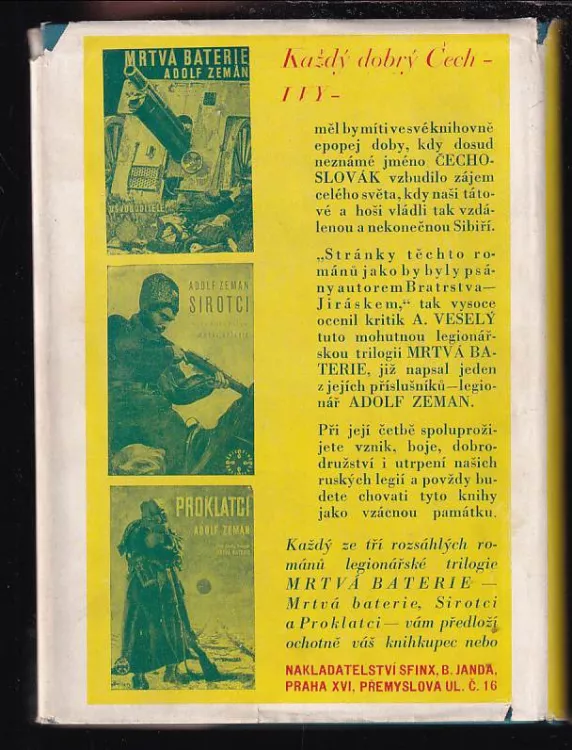 MRTVÁ BATERIE
ADOLF ZEMAN
OSVOBODITELÉ
ADOLF ZEMAN
SIROTCI
PROKLATCI
ADOLF ZEMAN
Každý dobrý Čech –
I VY –
měl by míti ve své knihovně
epopej doby, kdy dosud
neznámé jméno ČECHO-
SLOVÁK vzbudilo zájem
celého světa, kdy naši táto-
vé a hoši vládli tak vzdá-
lenou a nekonečnou Sibiří.
„Stránky těchto ro-
mánů jako by byly psá-
ny autorem Bratrstva—
Jiráskem,“ tak vysoce
ocenil kritik A. VESELÝ
tuto mohutnou legionář-
skou trilogii MRTVÁ BA-
TERIE, již napsal jeden
z jejích příslušníků—legio-
nář ADOLF ZEMAN.
Při její četbě spoluproži-
jete vznik, boje, dobro-
družství i utrpení našich
ruských legií a povždy bu-
dete chovati tyto knihy
jako vzácnou památku.
Každý ze tří rozsáhlých ro-
mánů legionářské trilogie
MRTVÁ BATERIE —
Mrtvá baterie, Sirotci
a Proklatci — vám předloží
ochotně váš knihkupec nebo
NAKLADATELSTVÍ SFINX, B. JANDA,
PRAHA XVI, PŘEMYSLOVA UL. Č. 16